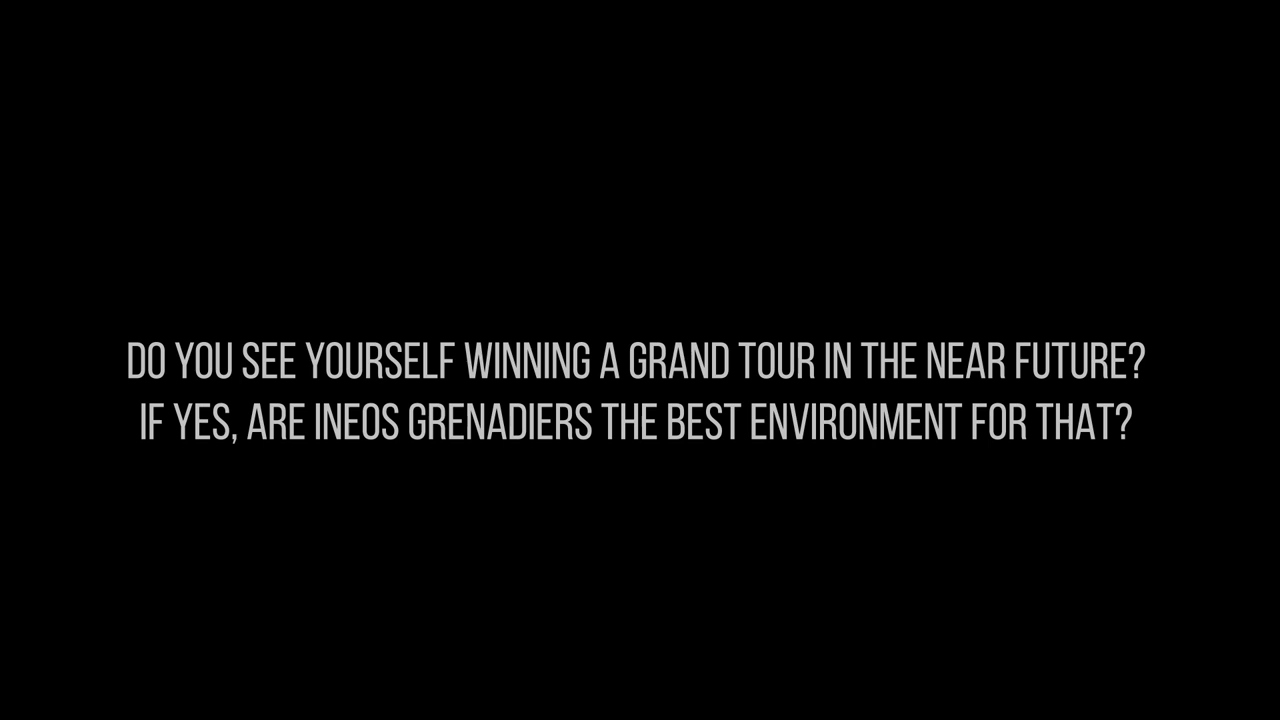 DO YOU SEE YOURSELF WINNING A GRAND TOUR IN THE NEAR FUTURE?
IF YES, ARE INEOS GRENADIERS THE BEST ENVIRONMENT FOR THAT?